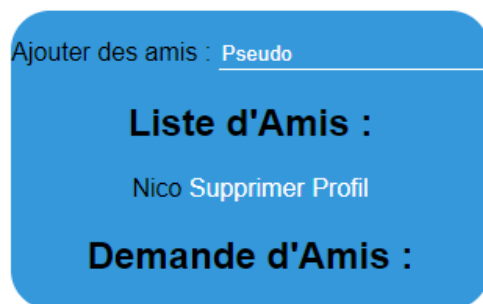 Ajouter des amis : Pseudo
Liste d'Amis :
Nico Supprimer Profil
Demande d'Amis :